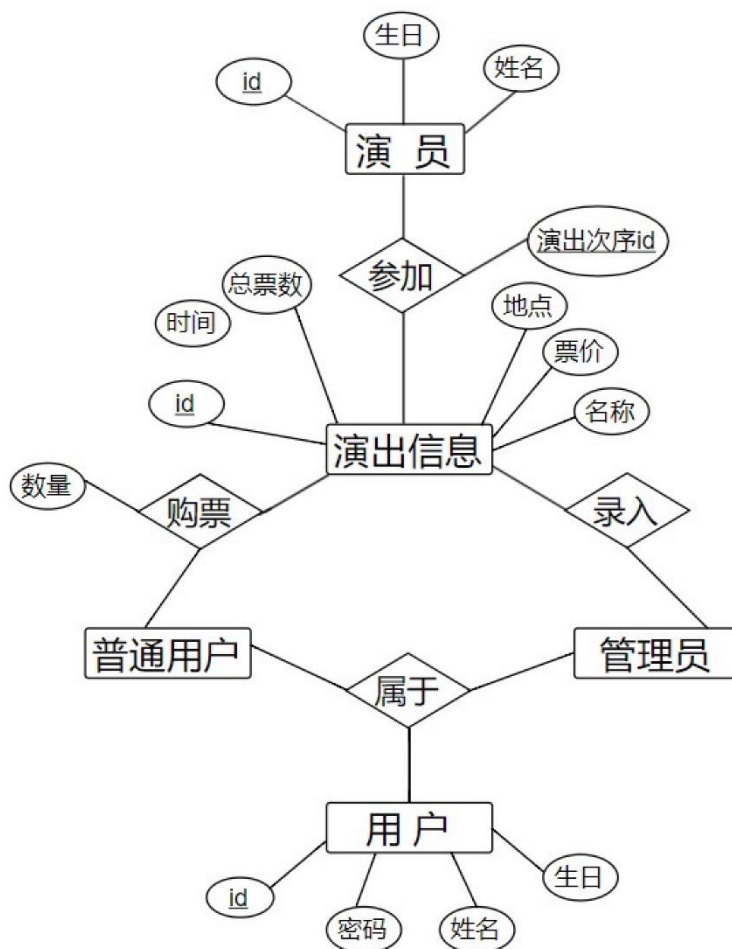 生日
id
姓名
演 员
演出次序id
参加
总票数
地点
时间
票价
id
名称
演出信息
数量
购票
录入
普通用户
管理员
属于
用 户
生日
id
密码
姓名